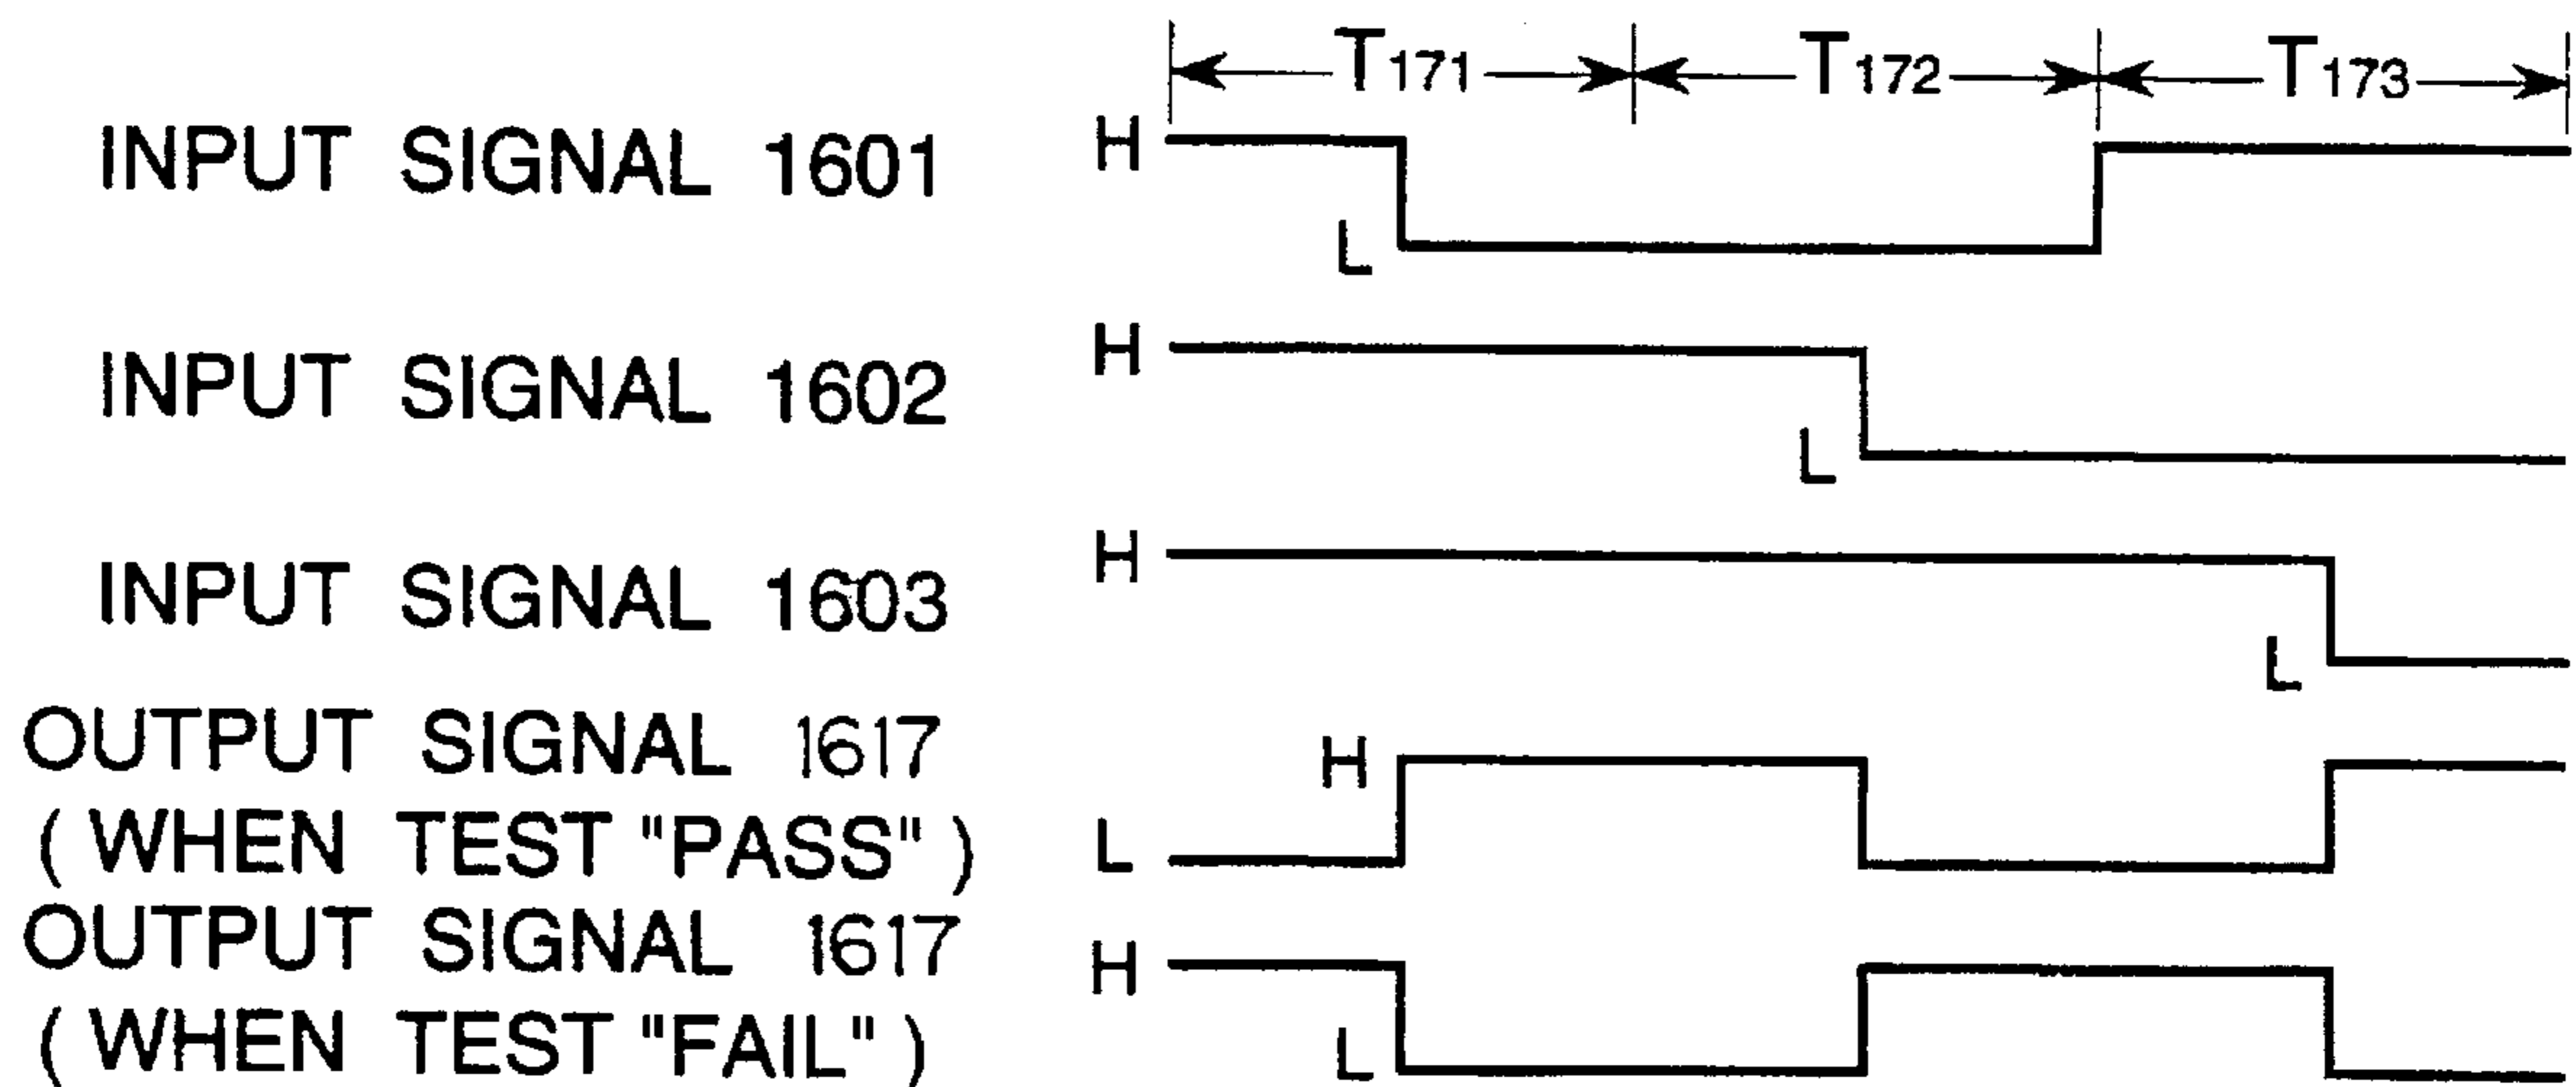 T171 T172 T173
INPUT SIGNAL 1601 H
L
INPUT SIGNAL 1602 H
L
INPUT SIGNAL 1603 H
L
OUTPUT SIGNAL 1617 H
( WHEN TEST "PASS" ) L
OUTPUT SIGNAL 1617 H
( WHEN TEST "FAIL" ) L